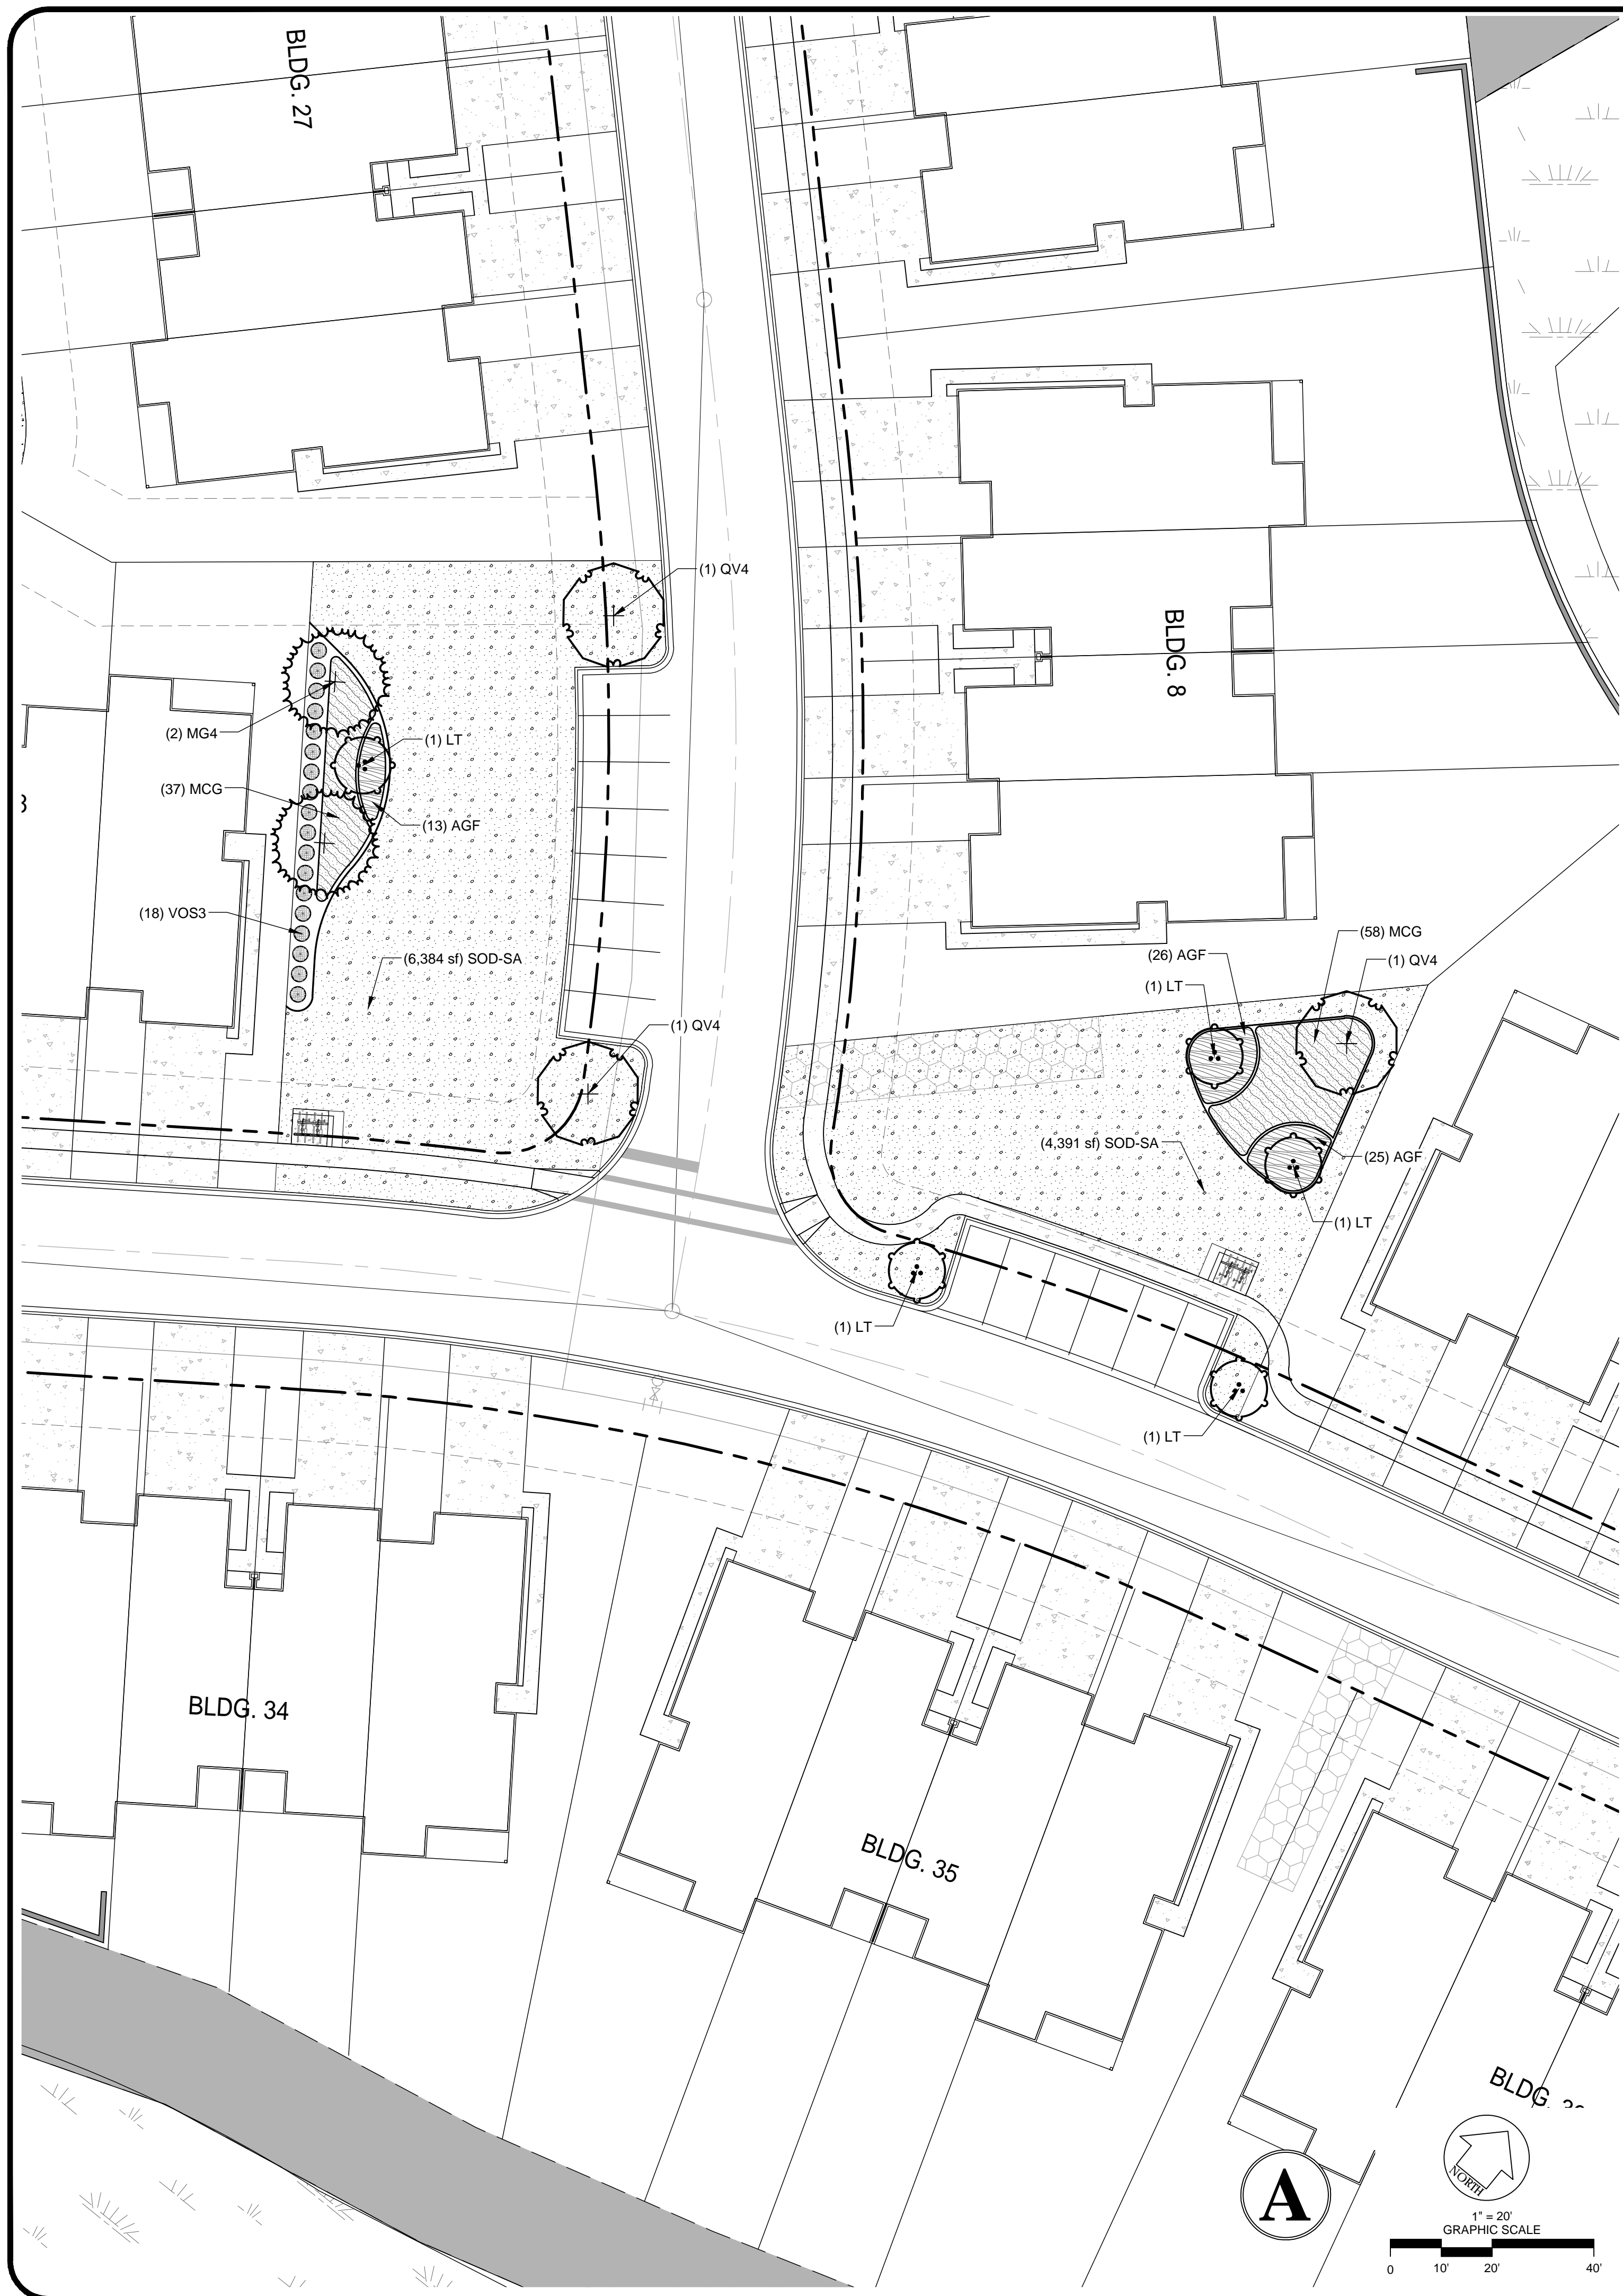 BLDG. 27
(1) QV4
BLDG. 8
(2) MG4
(1) LT
(37) MCG
(13) AGF
(18) VOS3
(6,384 sf) SOD-SA
(1) QV4
(58) MCG
(26) AGF
(1) QV4
(1) LT
(4,391 sf) SOD-SA
(25) AGF
(1) LT
(1) LT
(1) LT
BLDG. 34
BLDG. 35
BLDG.
A
NORTH
1" = 20'
GRAPHIC SCALE
0 10' 20' 40'